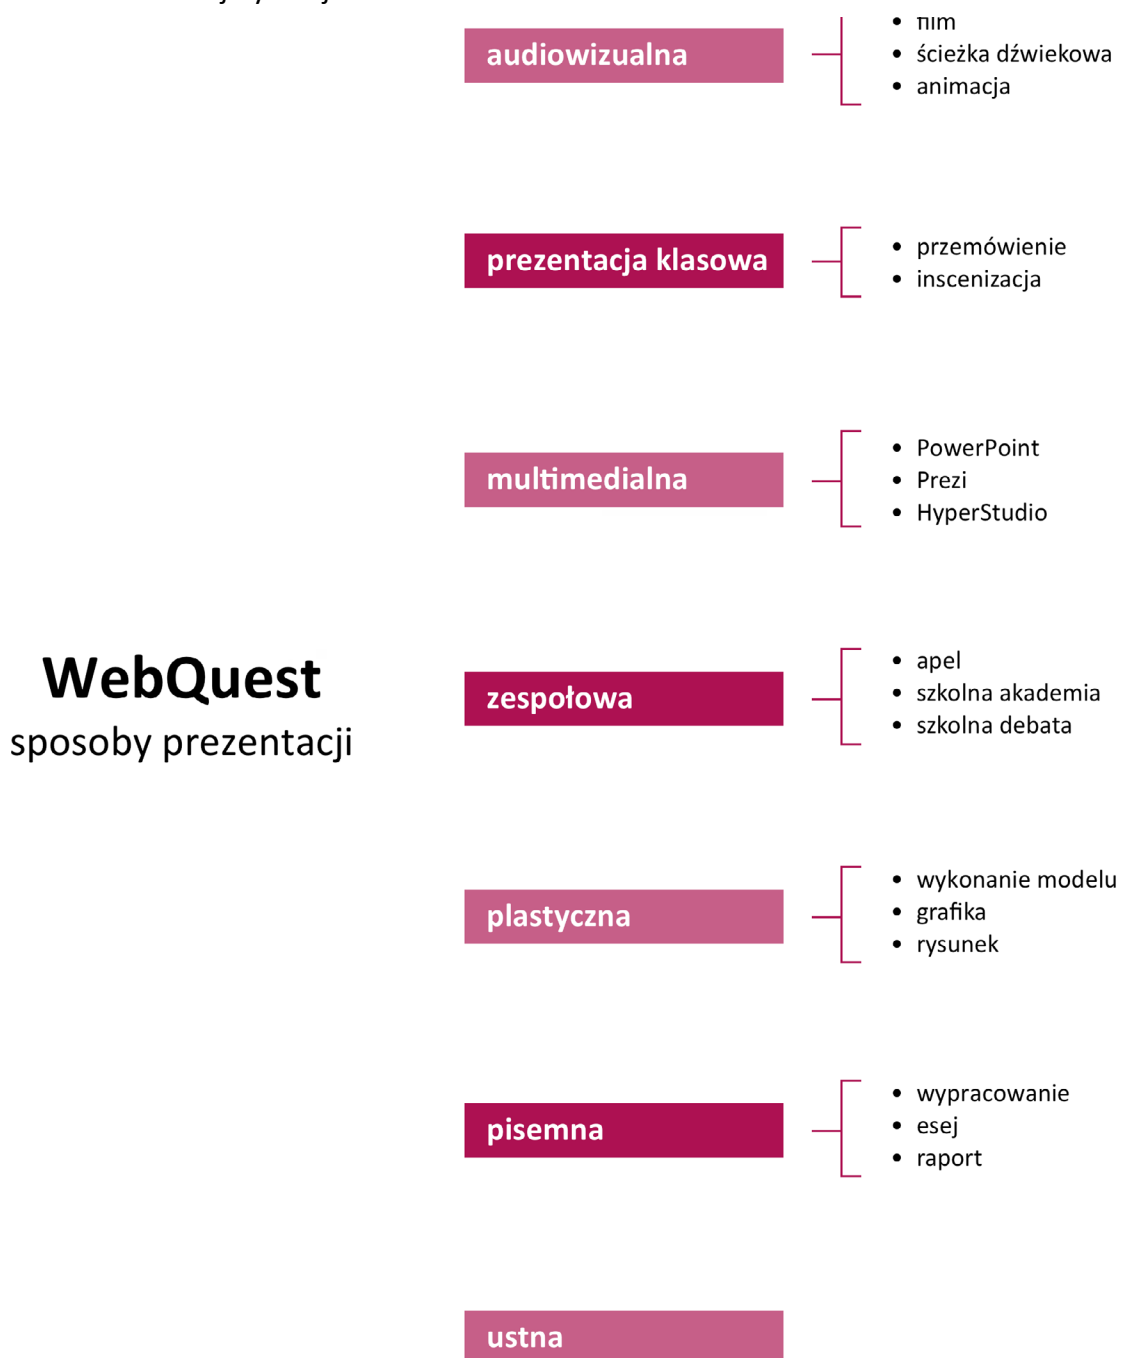 film
audiowizualna
ścieżka dźwiekowa
animacja
prezentacja klasowa
przemówienie
inscenizacja
multimedialna
PowerPoint
Prezi
HyperStudio
WebQuest
sposoby prezentacji
zespołowa
apel
szkolna akademia
szkolna debata
plastyczna
wykonanie modelu
grafika
rysunek
pisemna
wypracowanie
esej
raport
ustna